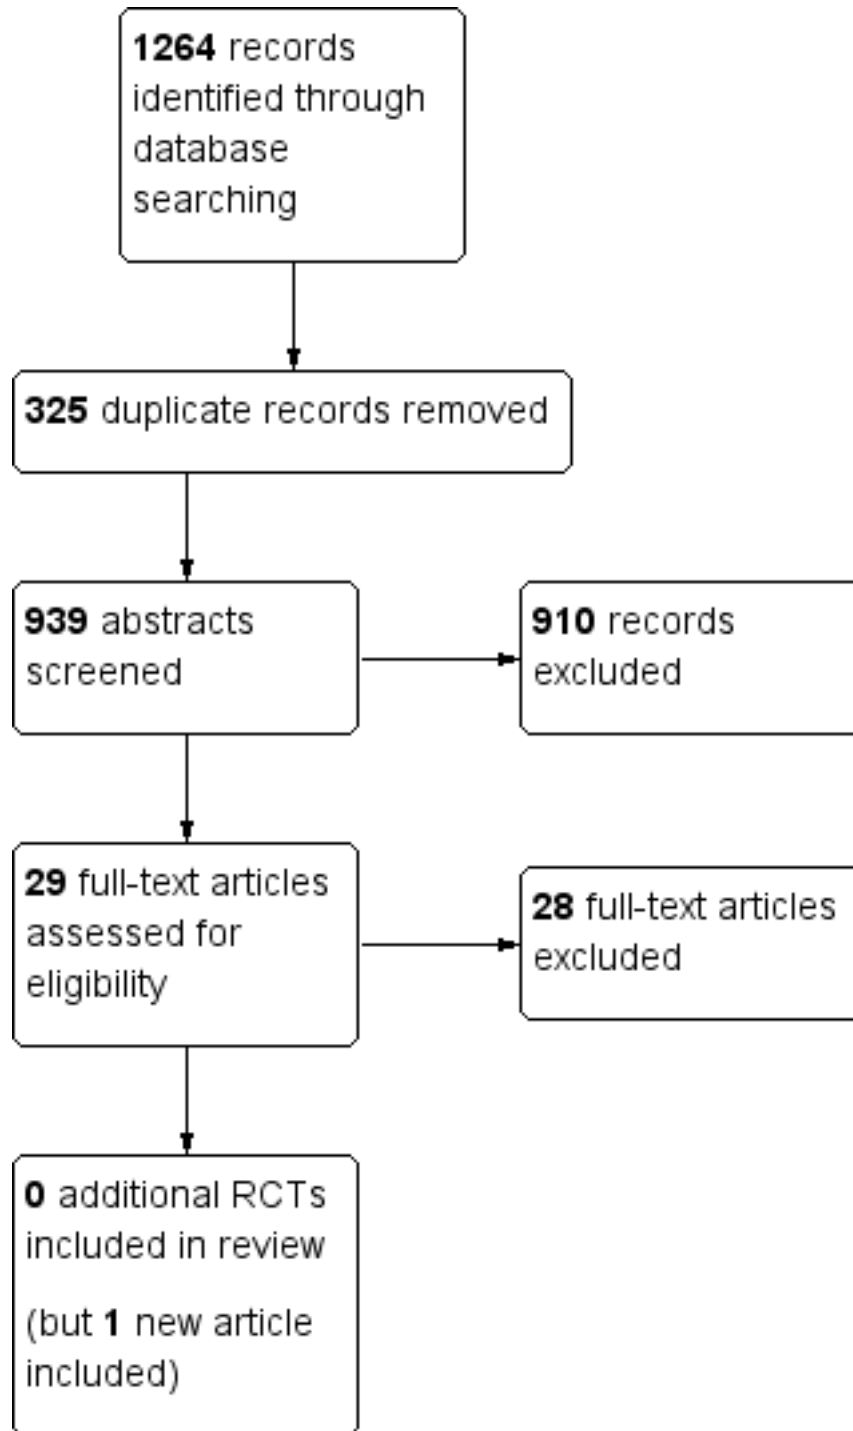 1264 records
identified through
database
searching
325 duplicate records removed
939 abstracts
screened
910 records
excluded
29 full-text articles
assessed for
eligibility
28 full-text articles
excluded
0 additional RCTs
included in review
(but 1 new article
included)